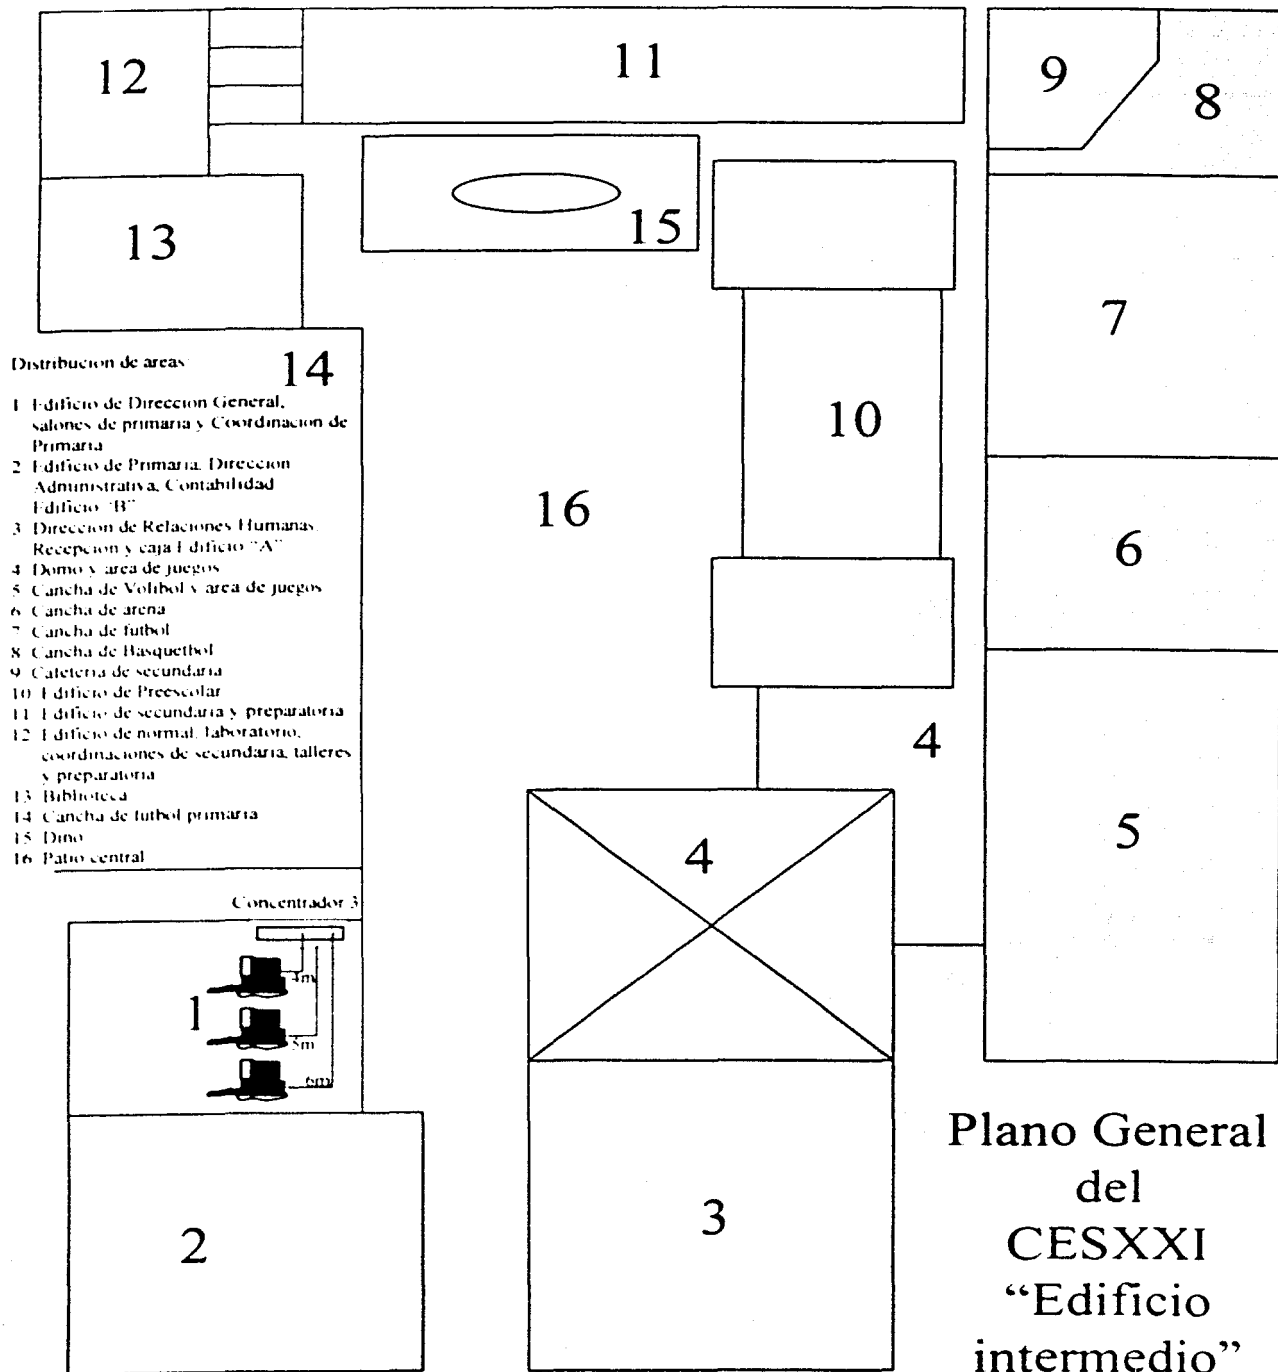 12
11
9
8
13
15
7
14
Distribucion de areas
1 Edificio de Direccion General,
salones de primaria y Coordinacion de
Primaria
2 Edificio de Primaria, Direccion
Administrativa, Contabilidad
Edificio "B"
3 Direccion de Relaciones Humanas,
Recepcion y caja Edificio "A"
4 Domo y area de juegos
5 Cancha de Volibol y area de juegos
6 Cancha de arena
7 Cancha de futbol
8 Cancha de Basquetbol
9 Cafeteria de secundaria
10 Edificio de Preescolar
11 Edificio de secundaria y preparatoria
12 Edificio de normal, laboratorio,
coordinaciones de secundaria, talleres
y preparatoria
13 Biblioteca
14 Cancha de futbol primaria
15 Dino
16 Patio central
10
16
6
4
4
5
Concentrador 3
4m
1
5m
6m
2
3
Plano General
del
CESXXI
“Edificio
intermedio”